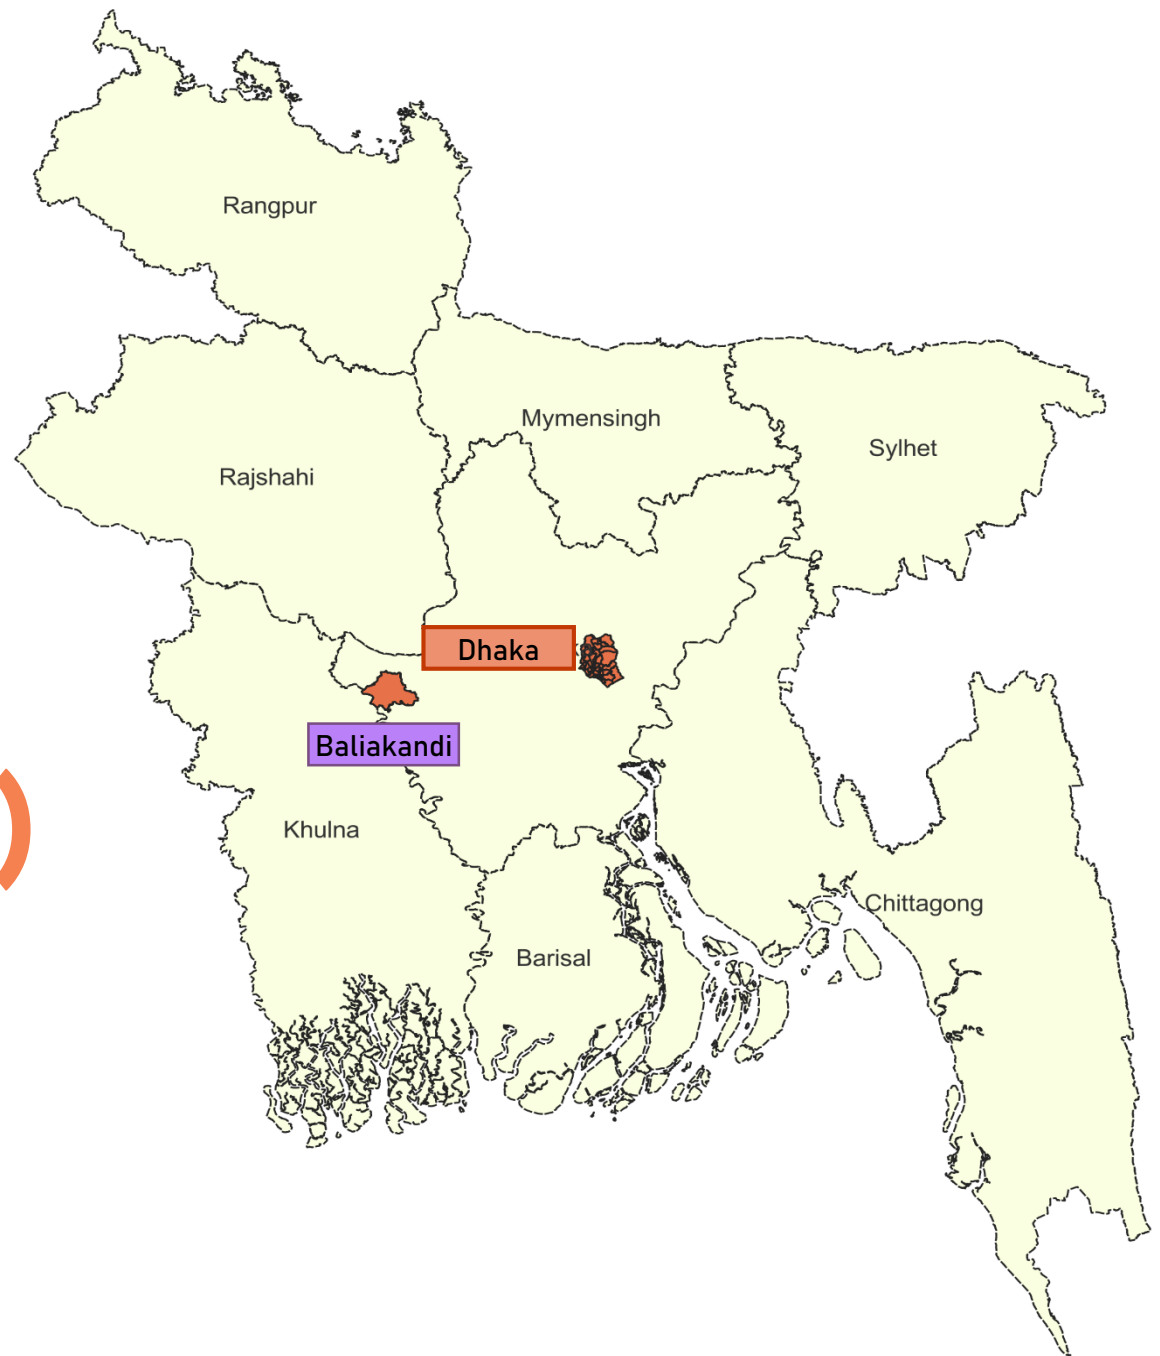 Rangpur
Mymensingh
Sylhet
Rajshahi
Dhaka
Baliakandi
Khulna
Chittagong
Barisal